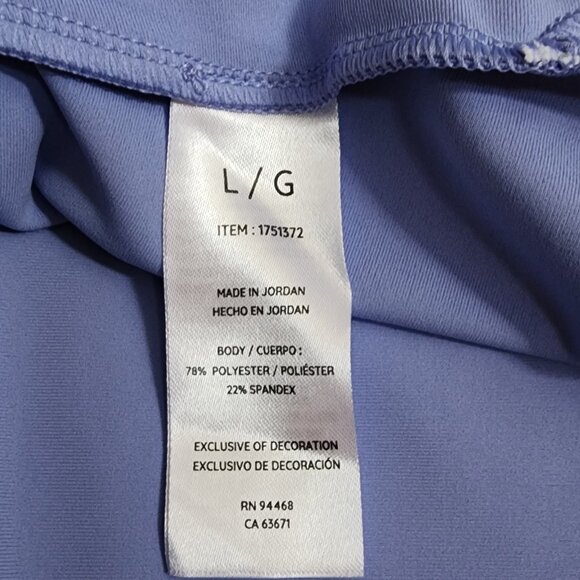 L / G
ITEM : 1751372
MADE IN JORDAN
HECHO EN JORDAN
BODY / CUERPO :
78% POLYESTER / POLIÉSTER
22% SPANDEX
EXCLUSIVE OF DECORATION
EXCLUSIVO DE DECORACIÓN
RN 94468
CA 63671